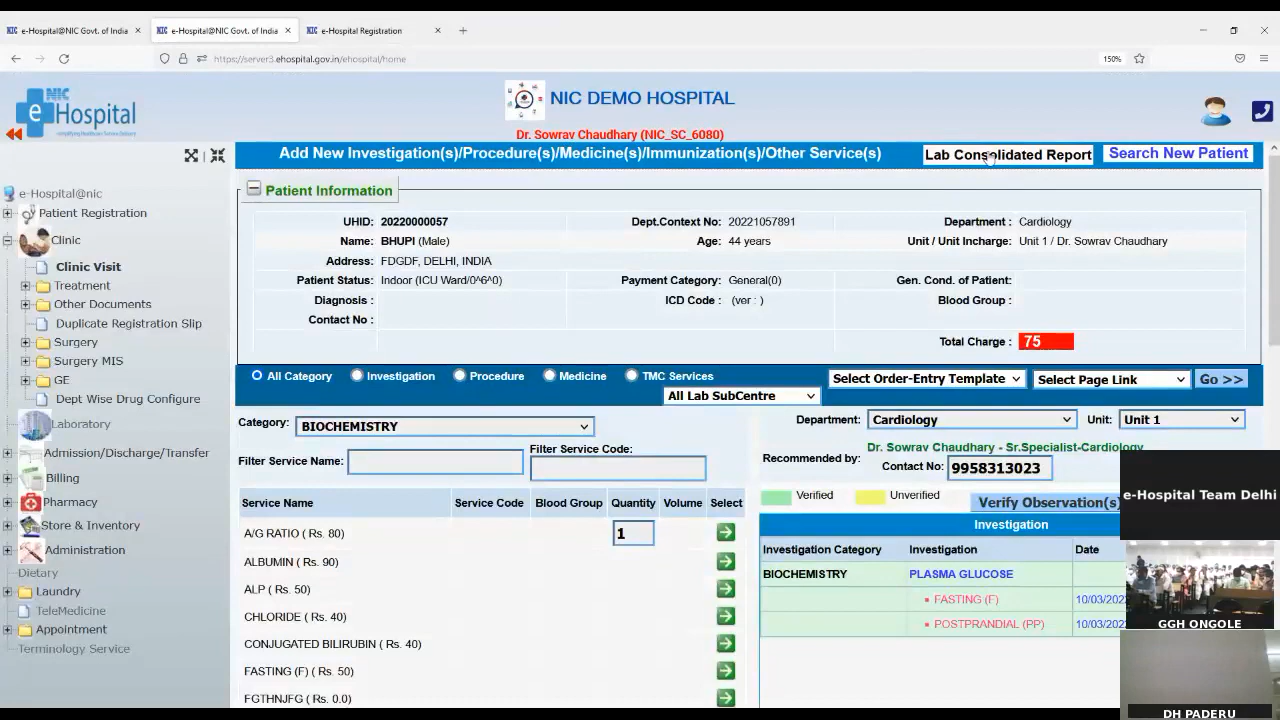 NIC e-Hospital@NIC Govt. of India
NIC e-Hospital@NIC Govt. of India
NIC e-Hospital Registration
https://server3.ehospital.gov.in/ehospital/home
150%
NIC
e Hospital
NIC DEMO HOSPITAL
Dr. Sowrav Chaudhary (NIC_SC_6080)
Add New Investigation(s)/Procedure(s)/Medicine(s)/Immunization(s)/Other Service(s)
Lab Consolidated Report
Search New Patient
e-Hospital@nic
Patient Registration
Clinic
Clinic Visit
Treatment
Other Documents
Duplicate Registration Slip
Surgery
Surgery MIS
GE
Dept Wise Drug Configure
Laboratory
Admission/Discharge/Transfer
Billing
Pharmacy
Store & Inventory
Administration
Dietary
Laundry
TeleMedicine
Appointment
Terminology Service
Patient Information
UHID: 20220000057 Dept.Context No: 20221057891 Department : Cardiology
Name: BHUPI (Male) Age: 44 years Unit / Unit Incharge: Unit 1 / Dr. Sowrav Chaudhary
Address: FDGDF, DELHI, INDIA
Patient Status: Indoor (ICU Ward/0^6^0) Payment Category: General(0) Gen. Cond. of Patient:
Diagnosis : ICD Code : (ver : ) Blood Group :
Contact No :
Total Charge : 75
All Category Investigation Procedure Medicine TMC Services
All Lab SubCentre
Select Order-Entry Template Select Page Link Go >>
Category: BIOCHEMISTRY
Filter Service Name: Filter Service Code:
Service Name Service Code Blood Group Quantity Volume Select
A/G RATIO ( Rs. 80) 1
ALBUMIN ( Rs. 90)
ALP ( Rs. 50)
CHLORIDE ( Rs. 40)
CONJUGATED BILIRUBIN ( Rs. 40)
FASTING (F) ( Rs. 50)
FGTHNJFG ( Rs. 0.0)
Department: Cardiology Unit: Unit 1
Dr. Sowrav Chaudhary - Sr.Specialist-Cardiology
Recommended by: Contact No: 9958313023
Verified Unverified Verify Observation(s)
Investigation
Investigation Category Investigation Date
BIOCHEMISTRY PLASMA GLUCOSE
FASTING (F) 10/03/202
POSTPRANDIAL (PP) 10/03/202
e-Hospital Team Delhi
GGH ONGOLE
DH PADERU